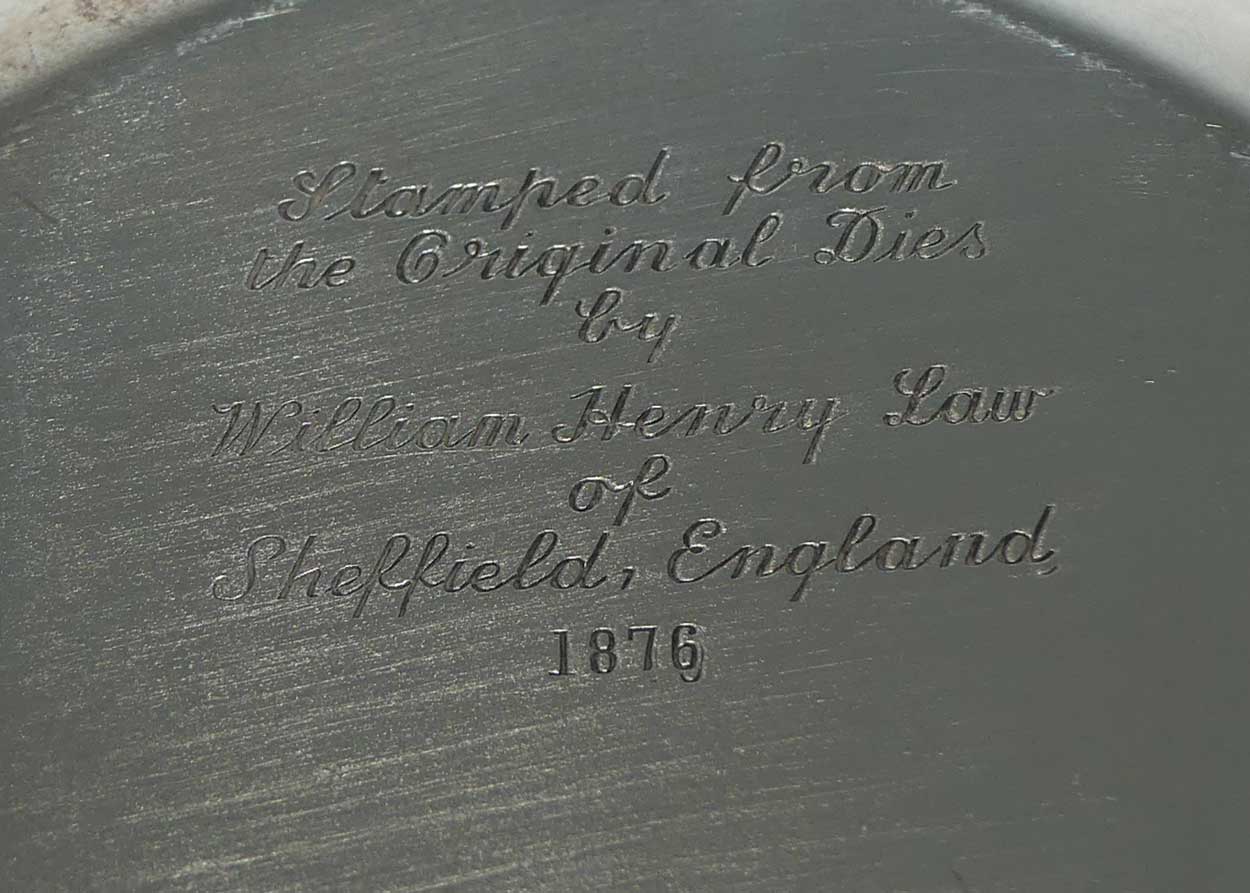 Stamped from
the Original Dies
by
William Henry Law
of
Sheffield, England,
1876